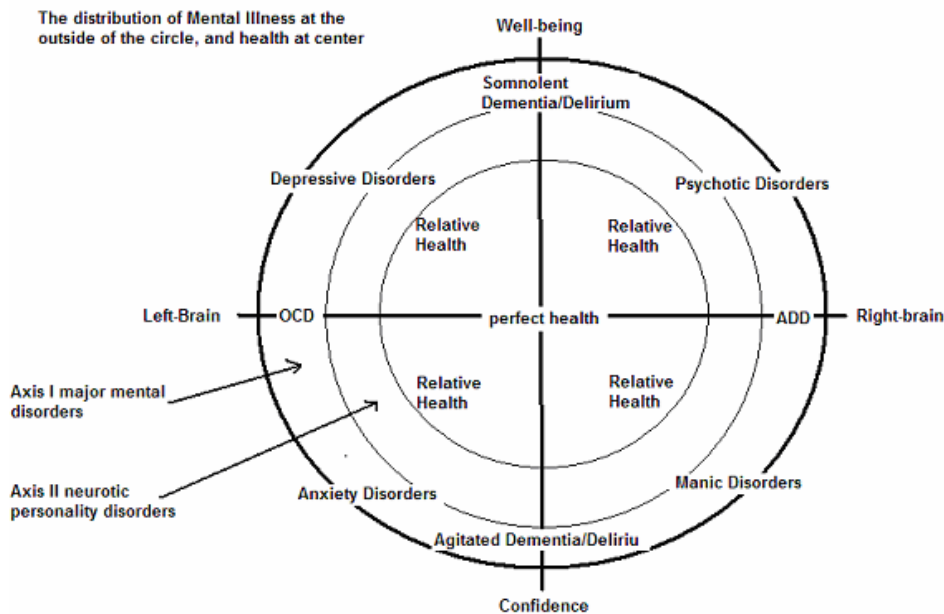 The distribution of Mental Illness at the
outside of the circle, and health at center
Well-being
Somnolent
Dementia/Delirium
Depressive Disorders
Psychotic Disorders
Relative
Health
Relative
Health
Left-Brain
OCD
perfect health
ADD
Right-brain
Axis I major mental
disorders
Relative
Health
Relative
Health
Axis II neurotic
personality disorders
Anxiety Disorders
Manic Disorders
Agitated Dementia/Deliriu
Confidence